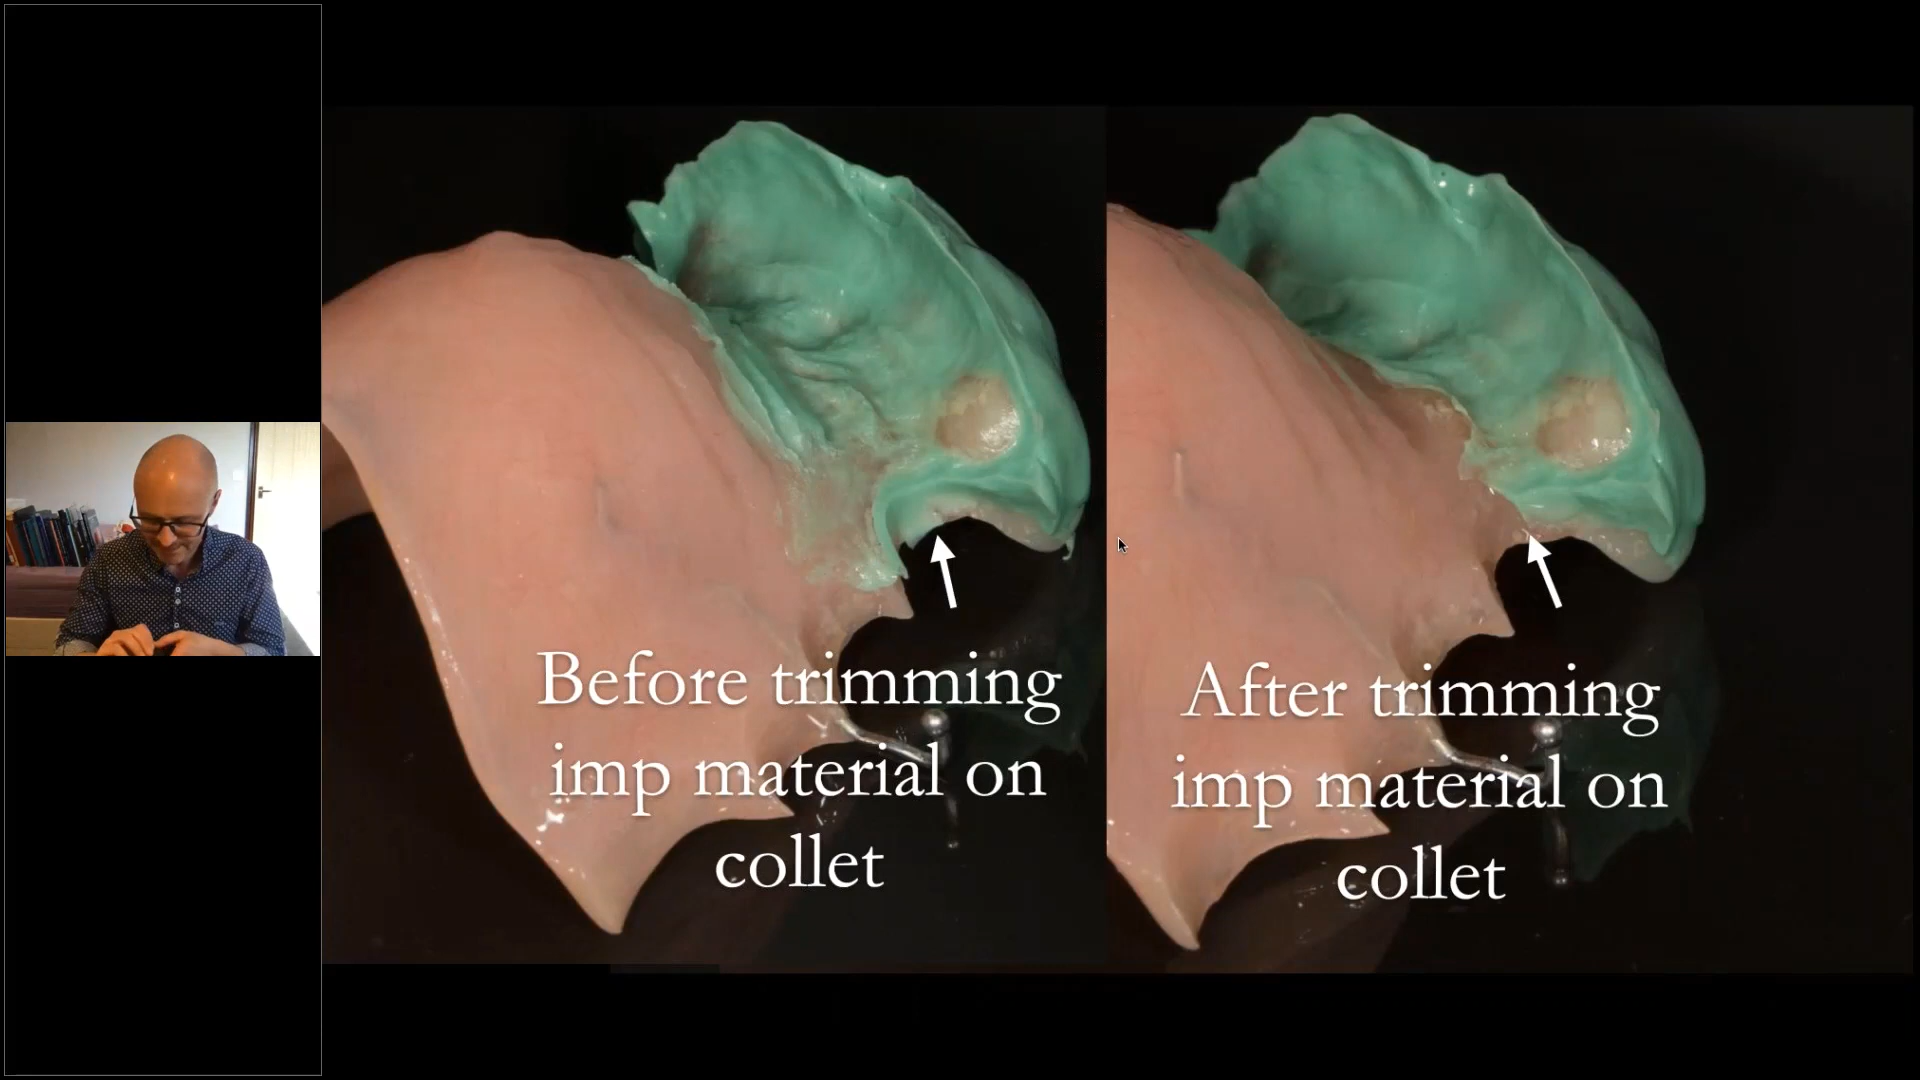 Before trimming
imp material on
collet
After trimming
imp material on
collet